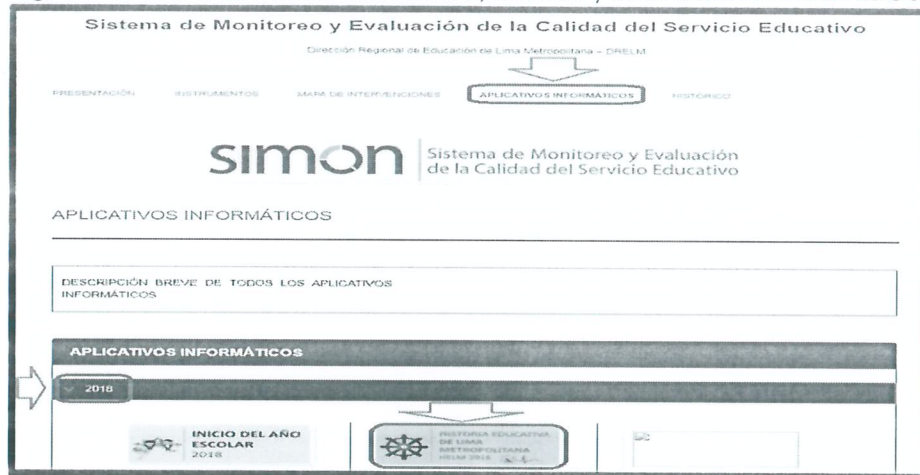 Sistema de Monitoreo y Evaluación de la Calidad del Servicio Educativo
Dirección Regional de Educación de Lima Metropolitana – DRELM
PRESENTACIÓN INSTRUMENTOS MAPA DE INTERVENCIONES APLICATIVOS INFORMÁTICOS HISTÓRICO
simon Sistema de Monitoreo y Evaluación
de la Calidad del Servicio Educativo
APLICATIVOS INFORMÁTICOS
DESCRIPCIÓN BREVE DE TODOS LOS APLICATIVOS
INFORMÁTICOS
APLICATIVOS INFORMÁTICOS
2018
INICIO DEL AÑO
ESCOLAR
2018
HISTORIA EDUCATIVA
DE LIMA
METROPOLITANA
HELM 2018